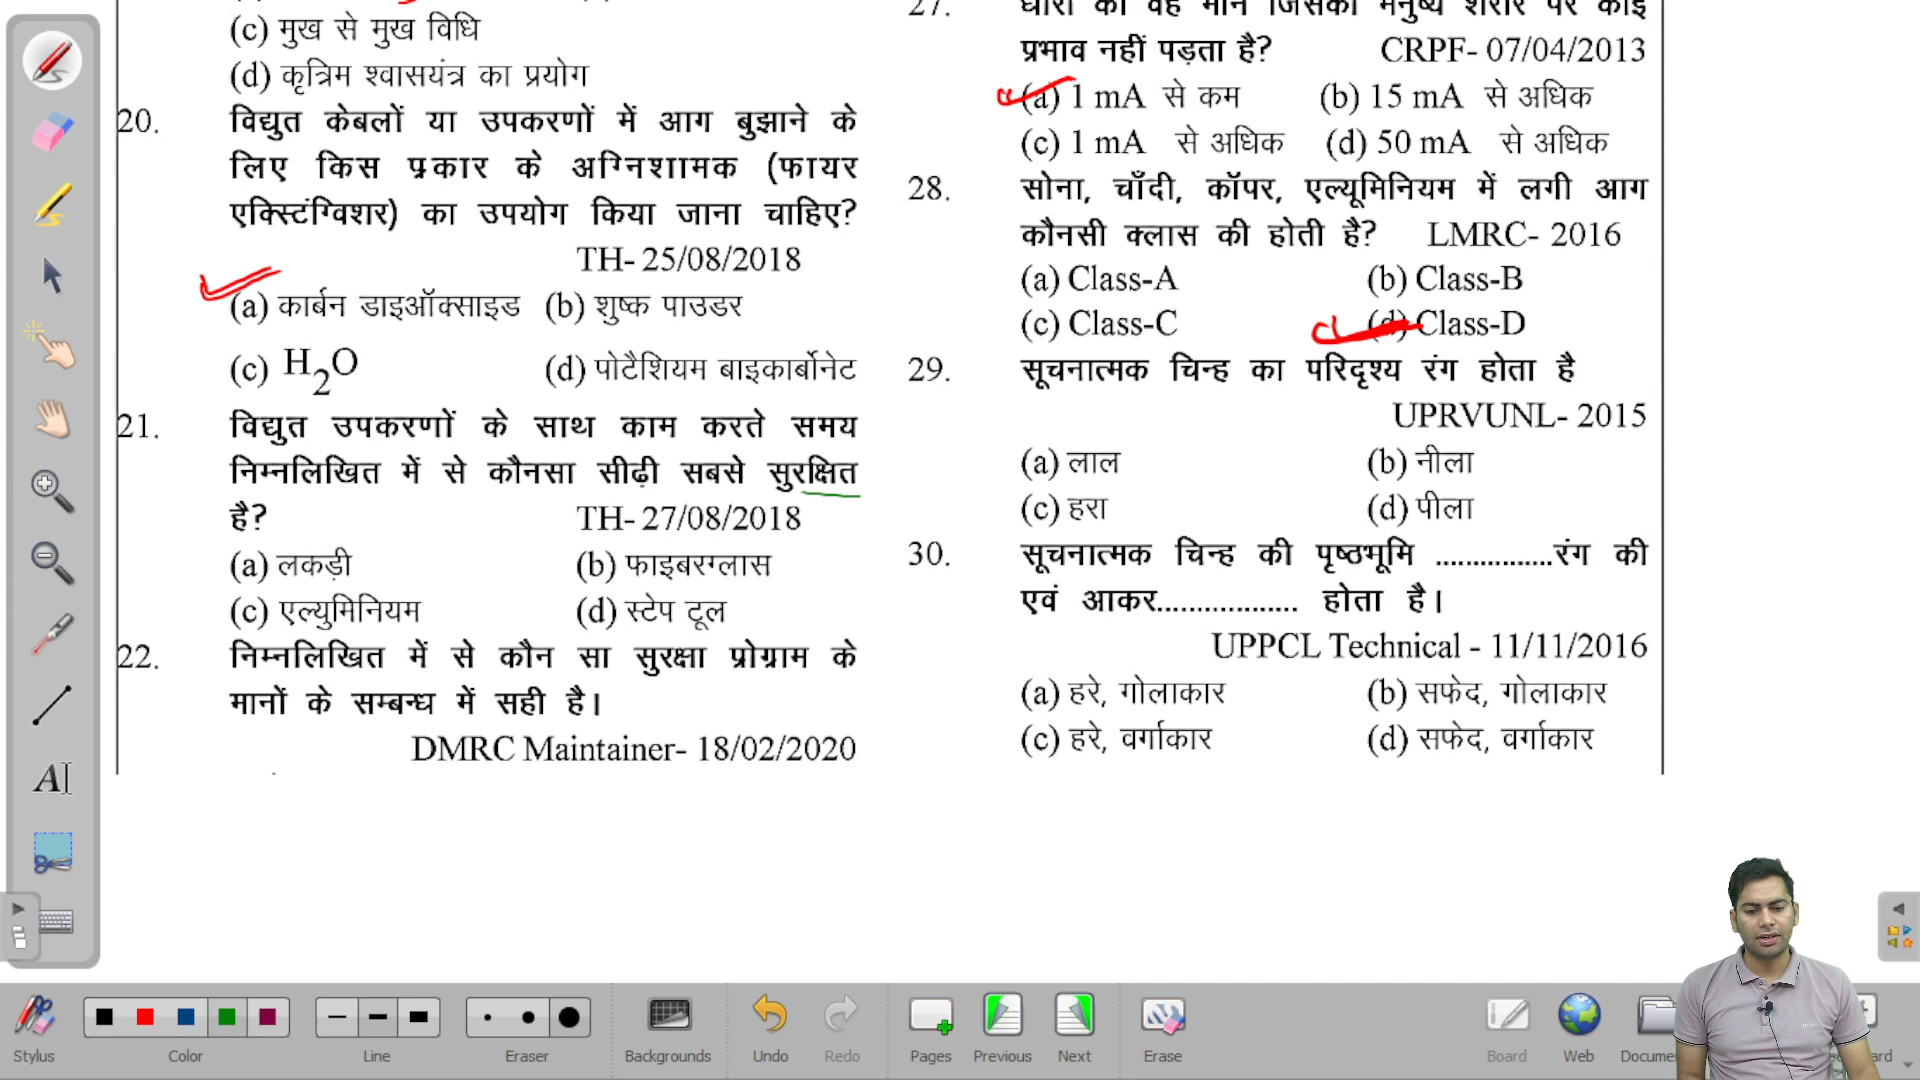 (c) मुख से मुख विधि
(d) कृत्रिम श्वासयंत्र का प्रयोग
20. विद्युत केबलों या उपकरणों में आग बुझाने के
लिए किस प्रकार के अग्निशामक (फायर
एक्स्टिंग्विशर) का उपयोग किया जाना चाहिए?
TH- 25/08/2018
(a) कार्बन डाइऑक्साइड (b) शुष्क पाउडर
(c) H₂O (d) पोटैशियम बाइकार्बोनेट
21. विद्युत उपकरणों के साथ काम करते समय
निम्नलिखित में से कौनसा सीढ़ी सबसे सुरक्षित
है? TH- 27/08/2018
(a) लकड़ी (b) फाइबरग्लास
(c) एल्युमिनियम (d) स्टेप टूल
22. निम्नलिखित में से कौन सा सुरक्षा प्रोग्राम के
मानों के सम्बन्ध में सही है।
DMRC Maintainer- 18/02/2020
27. धारा का वह मान जिसका मनुष्य शरीर पर कोई
प्रभाव नहीं पड़ता है? CRPF- 07/04/2013
(a) 1 mA से कम (b) 15 mA से अधिक
(c) 1 mA से अधिक (d) 50 mA से अधिक
28. सोना, चाँदी, कॉपर, एल्यूमिनियम में लगी आग
कौनसी क्लास की होती है? LMRC- 2016
(a) Class-A (b) Class-B
(c) Class-C (d) Class-D
29. सूचनात्मक चिन्ह का परिदृश्य रंग होता है
UPRVUNL- 2015
(a) लाल (b) नीला
(c) हरा (d) पीला
30. सूचनात्मक चिन्ह की पृष्ठभूमि ................रंग की
एवं आकर.................. होता है।
UPPCL Technical - 11/11/2016
(a) हरे, गोलाकार (b) सफेद, गोलाकार
(c) हरे, वर्गाकार (d) सफेद, वर्गाकार
Stylus Color Line Eraser Backgrounds Undo Redo Pages Previous Next Erase Board Web